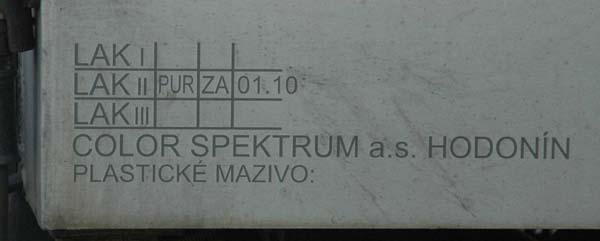 LAK I
LAK II PUR ZA 01.10
LAK III
COLOR SPEKTRUM a.s. HODONÍN
PLASTICKÉ MAZIVO: